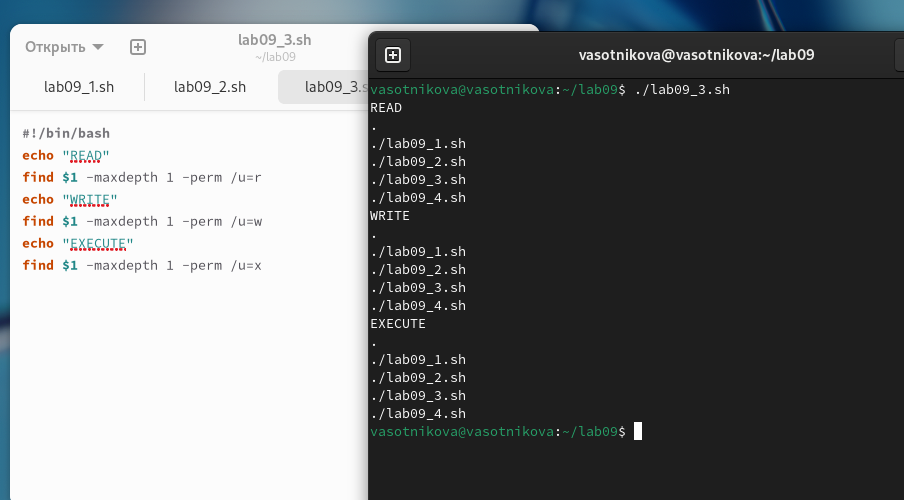 Открыть
lab09_3.sh
~/lab09
lab09_1.sh
lab09_2.sh
lab09_3.s
#!/bin/bash
echo "READ"
find $1 -maxdepth 1 -perm /u=r
echo "WRITE"
find $1 -maxdepth 1 -perm /u=w
echo "EXECUTE"
find $1 -maxdepth 1 -perm /u=x
vasotnikova@vasotnikova:~/lab09
vasotnikova@vasotnikova:~/lab09$ ./lab09_3.sh
READ
.
./lab09_1.sh
./lab09_2.sh
./lab09_3.sh
./lab09_4.sh
WRITE
.
./lab09_1.sh
./lab09_2.sh
./lab09_3.sh
./lab09_4.sh
EXECUTE
.
./lab09_1.sh
./lab09_2.sh
./lab09_3.sh
./lab09_4.sh
vasotnikova@vasotnikova:~/lab09$